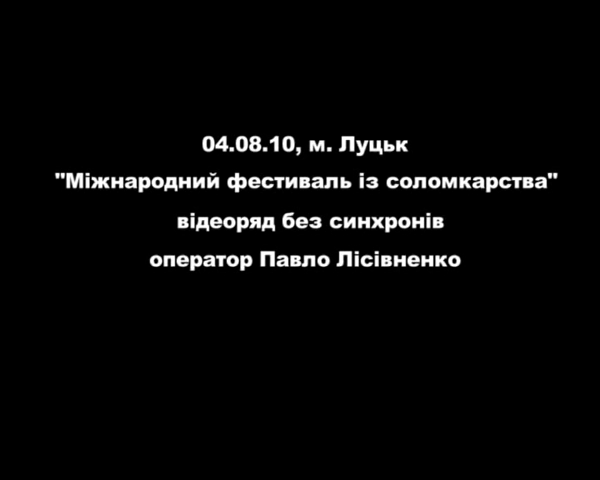 04.08.10, м. Луцьк
"Міжнародний фестиваль із соломкарства"
відеоряд без синхронів
оператор Павло Лісівненко